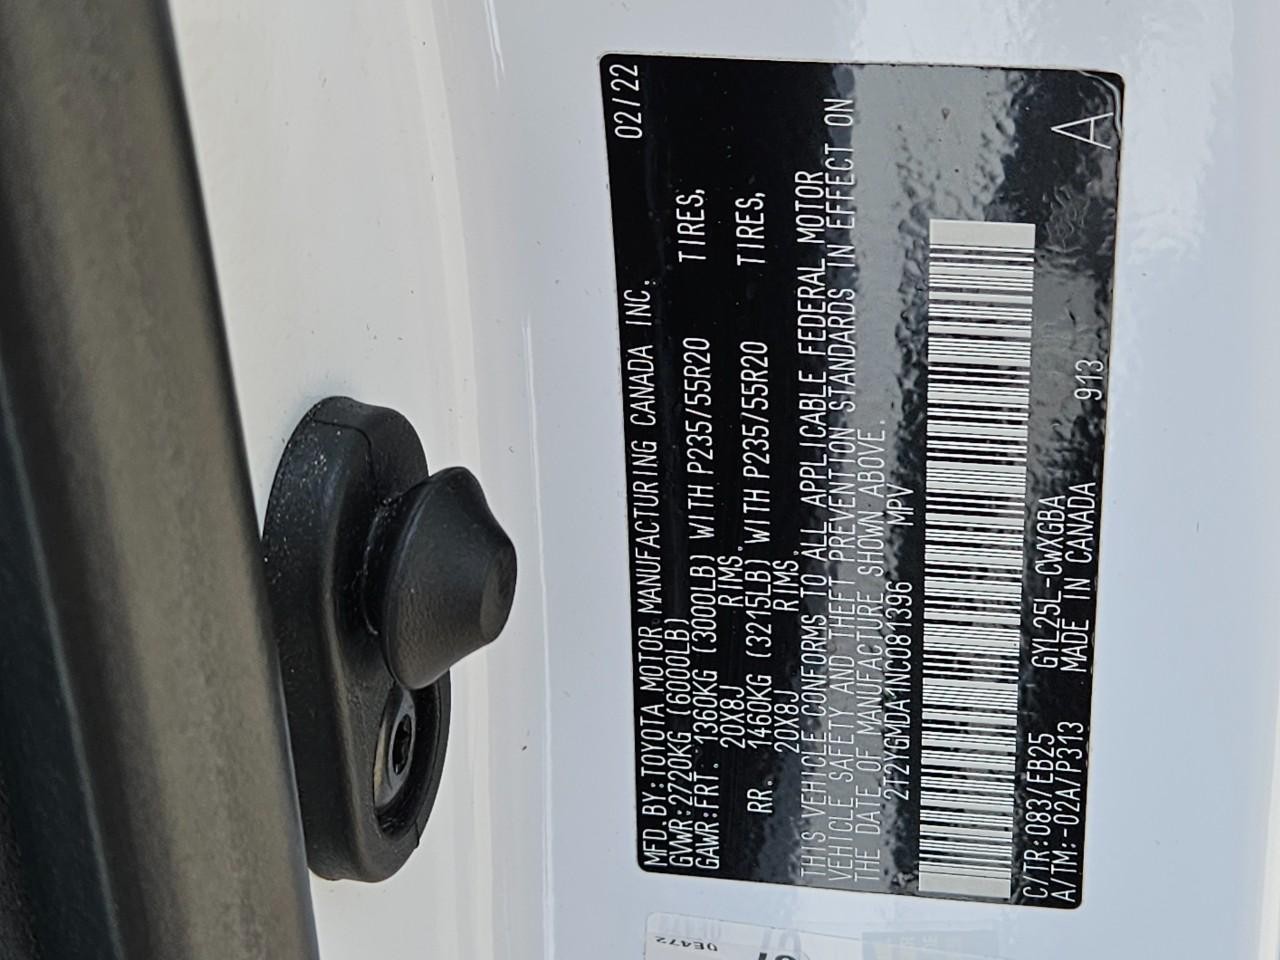 MFD. BY:TOYOTA MOTOR MANUFACTURING CANADA INC. 02/22
GVWR:2720KG (6000LB)
GAWR:FRT. 1360KG (3000LB) WITH P235/55R20 TIRES,
20X8J RIMS.
RR. 1460KG (3215LB) WITH P235/55R20 TIRES,
20X8J RIMS.
THIS VEHICLE CONFORMS TO ALL APPLICABLE FEDERAL MOTOR
VEHICLE SAFETY AND THEFT PREVENTION STANDARDS IN EFFECT ON
THE DATE OF MANUFACTURE SHOWN ABOVE.
2T2YGMDA1NC081396 MPV
C/TR:083/EB25 GYL25L-CWXGBA A
A/TM:-02A/P313 MADE IN CANADA 913
0E472